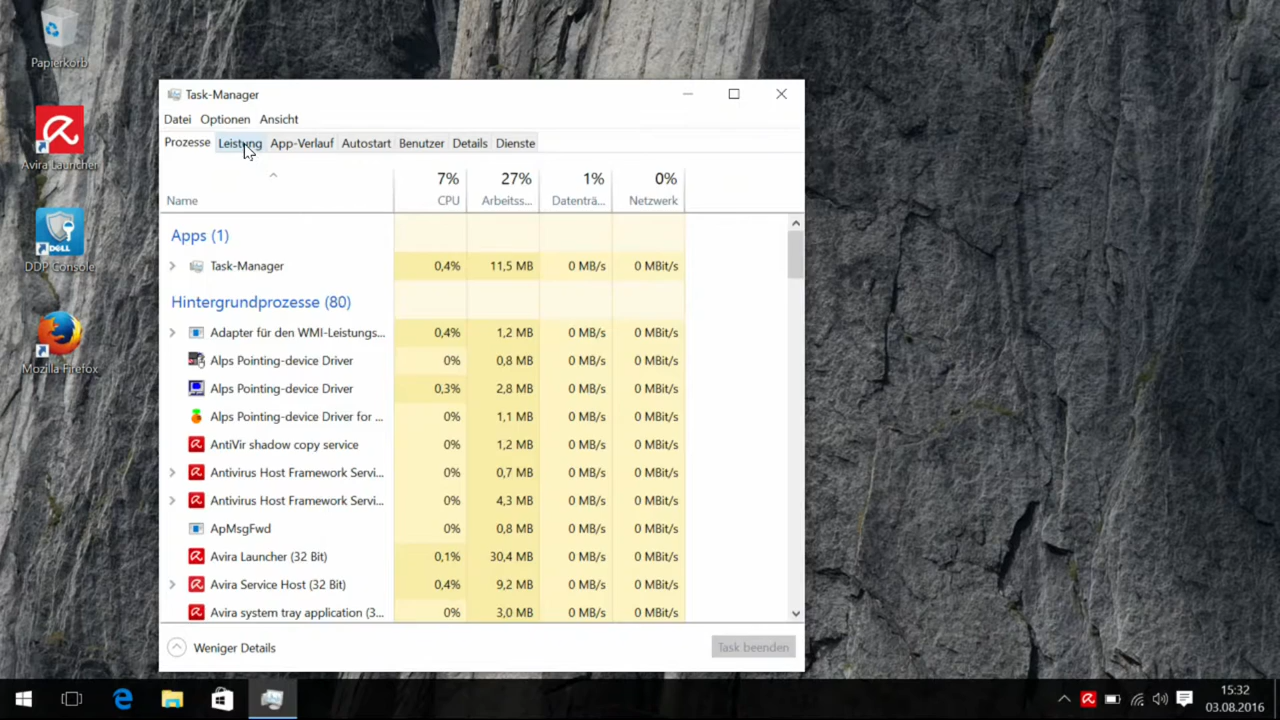 Papierkorb
Avira Launcher
DELL
DDP Console
Mozilla Firefox
Task-Manager
Datei Optionen Ansicht
Prozesse Leistung App-Verlauf Autostart Benutzer Details Dienste
7% 27% 1% 0%
Name CPU Arbeitss... Datenträ... Netzwerk
Apps (1)
Task-Manager 0,4% 11,5 MB 0 MB/s 0 MBit/s
Hintergrundprozesse (80)
Adapter für den WMI-Leistungs... 0,4% 1,2 MB 0 MB/s 0 MBit/s
Alps Pointing-device Driver 0% 0,8 MB 0 MB/s 0 MBit/s
Alps Pointing-device Driver 0,3% 2,8 MB 0 MB/s 0 MBit/s
Alps Pointing-device Driver for ... 0% 1,1 MB 0 MB/s 0 MBit/s
AntiVir shadow copy service 0% 1,2 MB 0 MB/s 0 MBit/s
Antivirus Host Framework Servi... 0% 0,7 MB 0 MB/s 0 MBit/s
Antivirus Host Framework Servi... 0% 4,3 MB 0 MB/s 0 MBit/s
ApMsgFwd 0% 0,8 MB 0 MB/s 0 MBit/s
Avira Launcher (32 Bit) 0,1% 30,4 MB 0 MB/s 0 MBit/s
Avira Service Host (32 Bit) 0,4% 9,2 MB 0 MB/s 0 MBit/s
Avira system tray application (3... 0% 3,0 MB 0 MB/s 0 MBit/s
Weniger Details Task beenden
15:32
03.08.2016